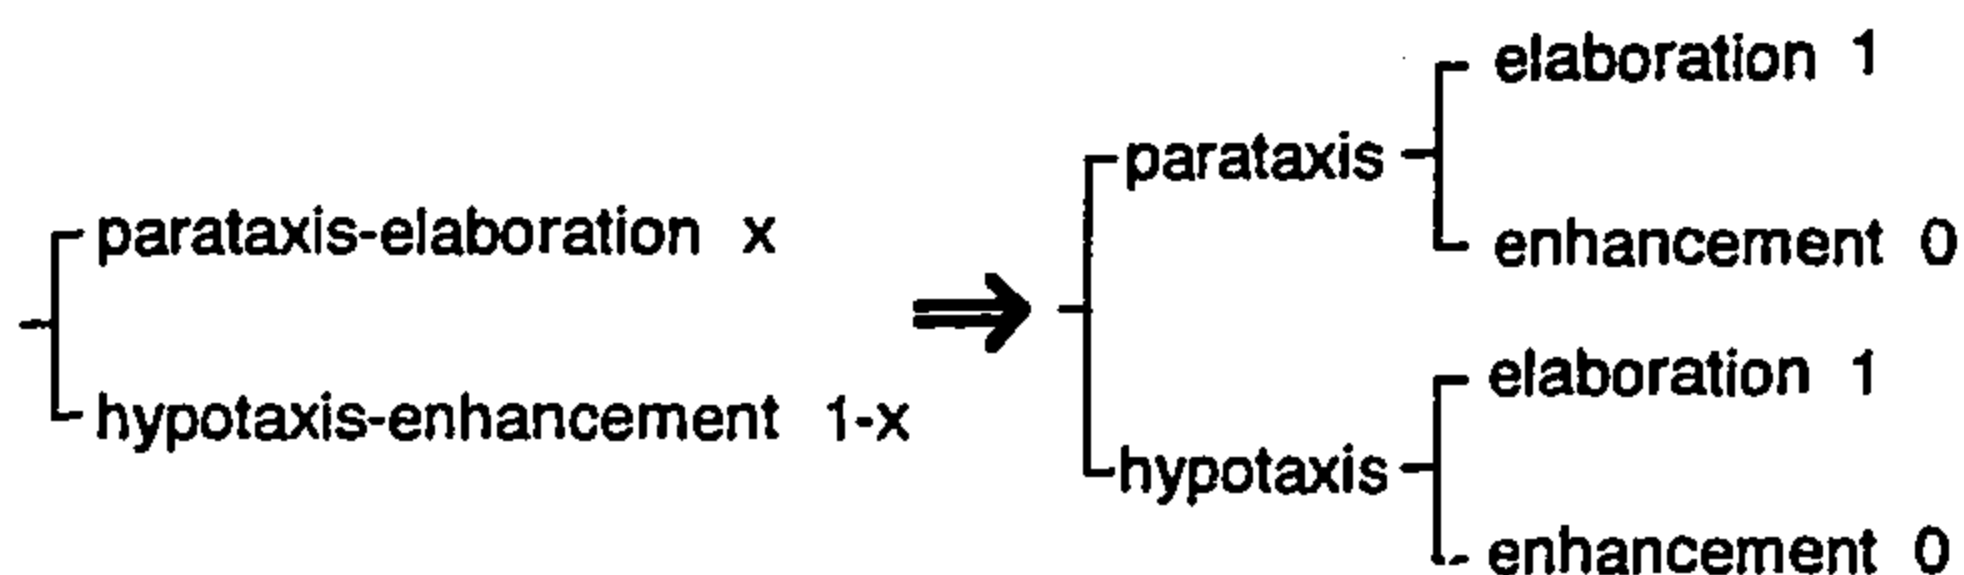 parataxis-elaboration x
hypotaxis-enhancement 1-x
parataxis
elaboration 1
enhancement 0
hypotaxis
elaboration 1
enhancement 0